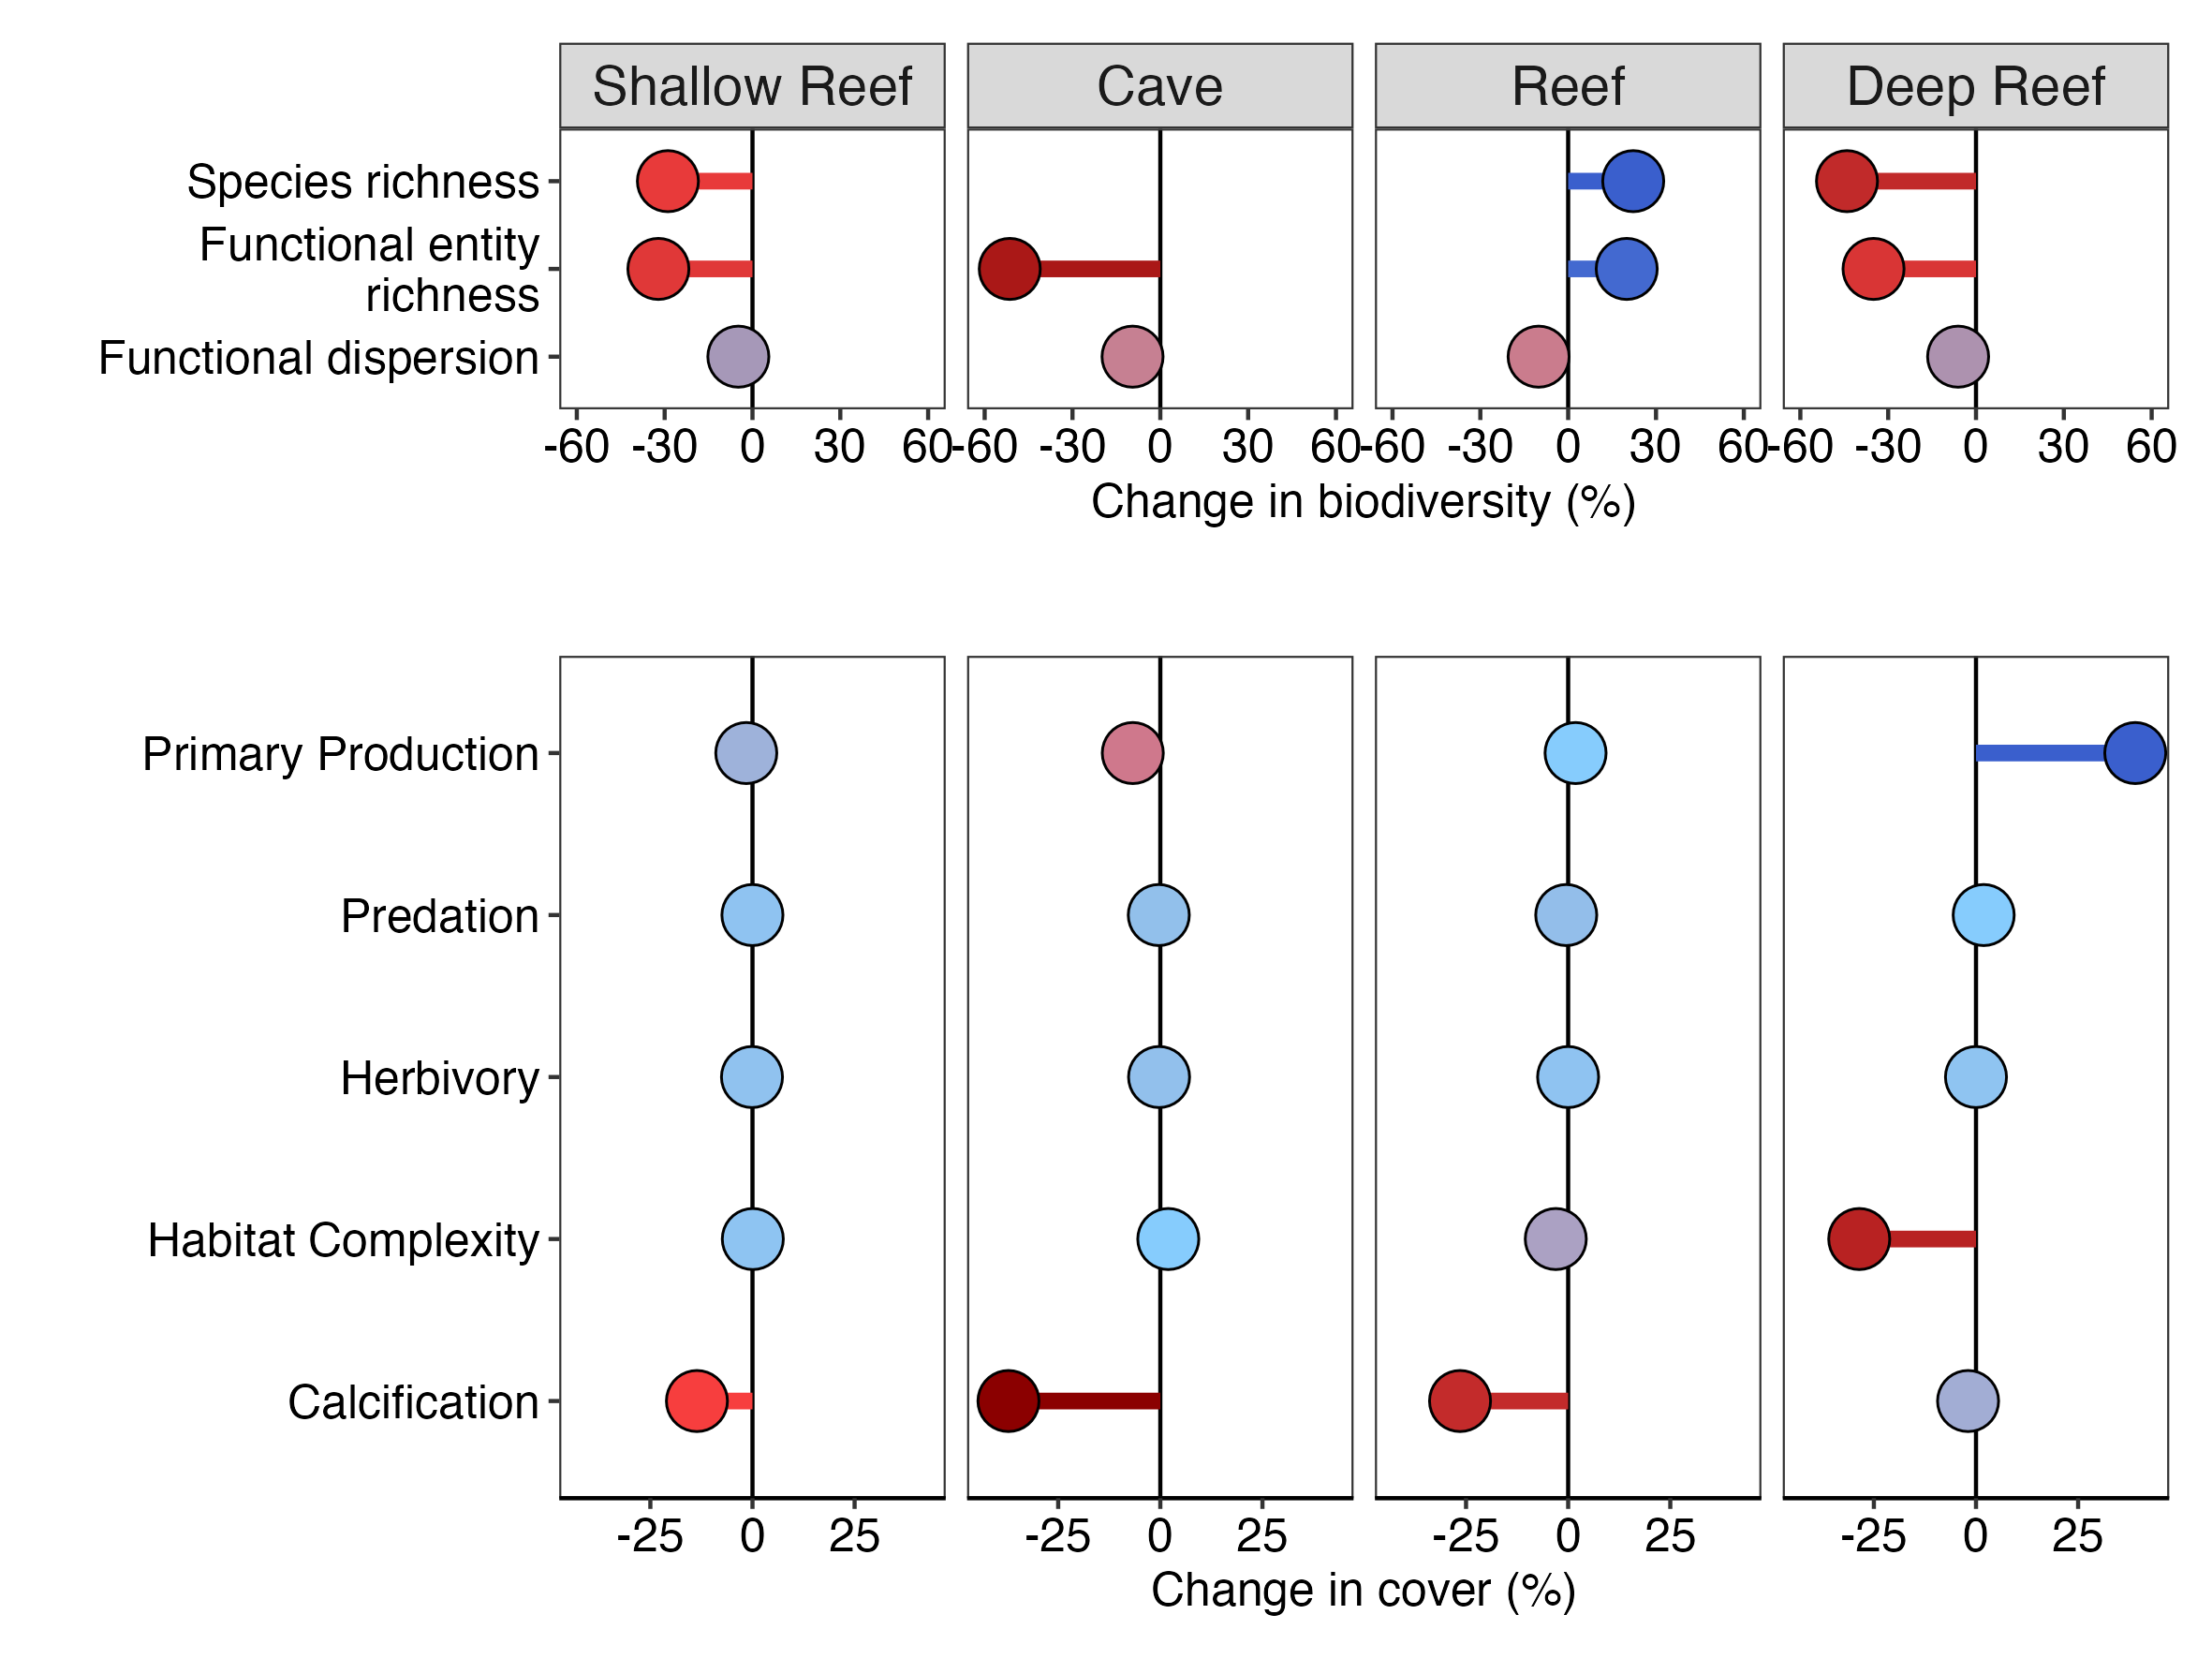 Shallow Reef Cave Reef Deep Reef
Species richness
Functional entity
richness
Functional dispersion
-60 -30 0 30 60 -60 -30 0 30 60 -60 -30 0 30 60 -60 -30 0 30 60
Change in biodiversity (%)
Primary Production
Predation
Herbivory
Habitat Complexity
Calcification
-25 0 25 -25 0 25 -25 0 25 -25 0 25
Change in cover (%)